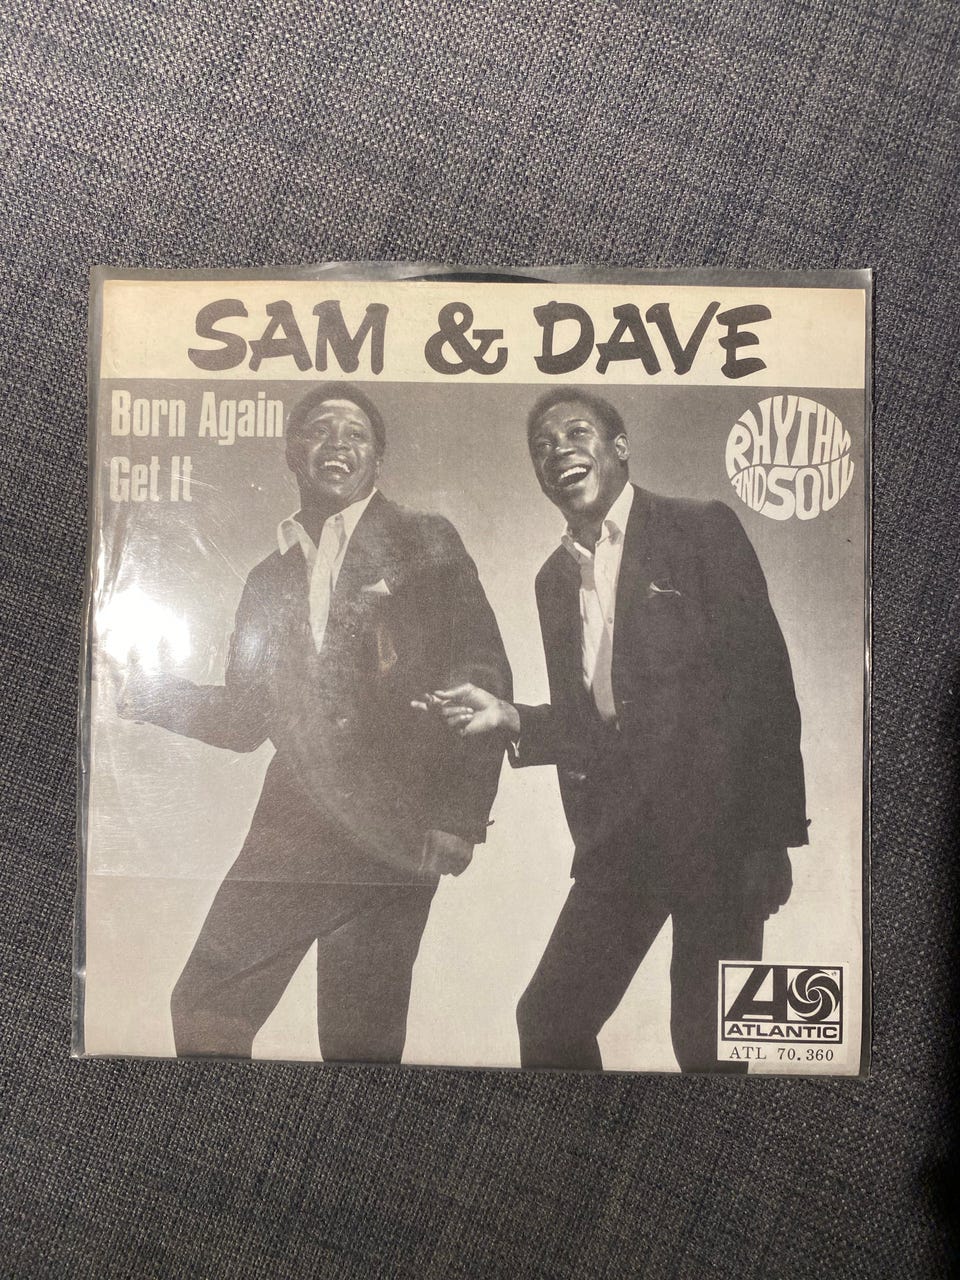 SAM & DAVE
Born Again
Get It
RHYTHM
AND SOUL
ATLANTIC
ATL 70.360